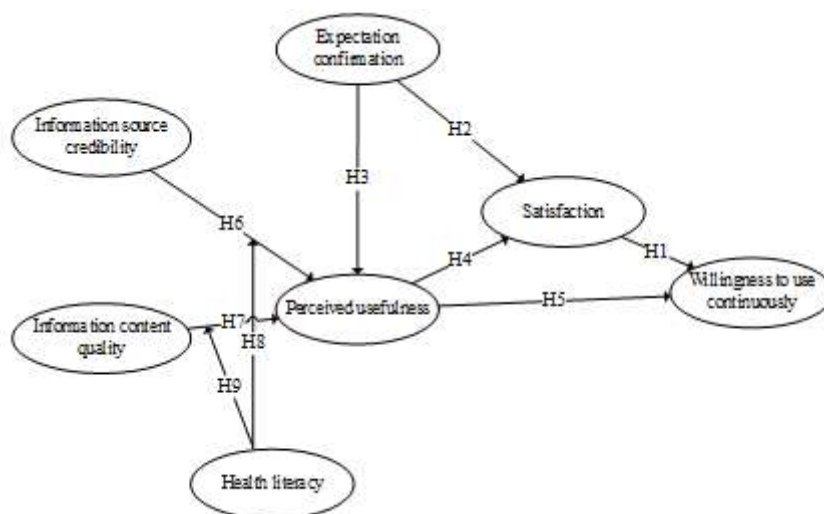 Expectation
confirmation
Information source
credibility
H2
H3
Satisfaction
H6
H4
H1
Willingness to use
continuously
Perceived usefulness
H5
Information content
quality
H7
H8
H9
Health literacy